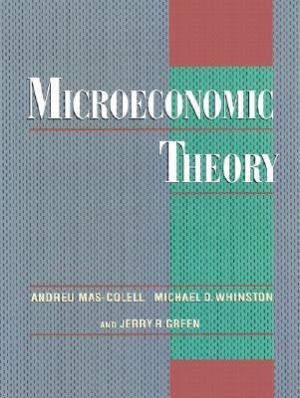 MICROECONOMIC
THEORY
ANDREU MAS-COLELL MICHAEL D. WHINSTON
AND JERRY R. GREEN